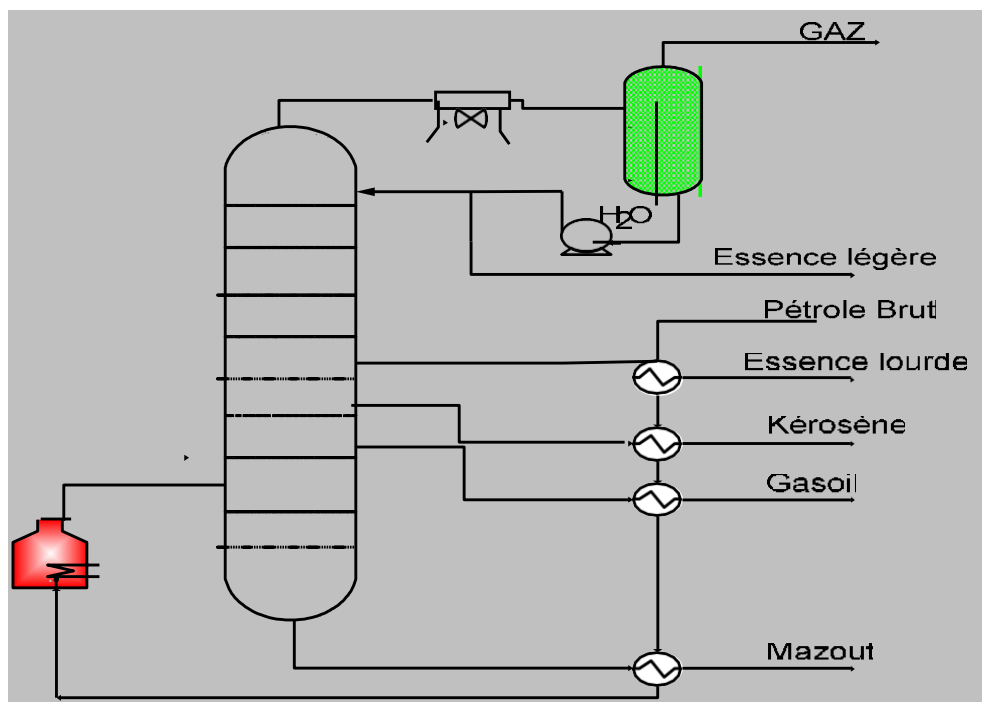 GAZ
H2O
Essence légère
Pétrole Brut
Essence lourde
Kérosène
Gasoil
Mazout